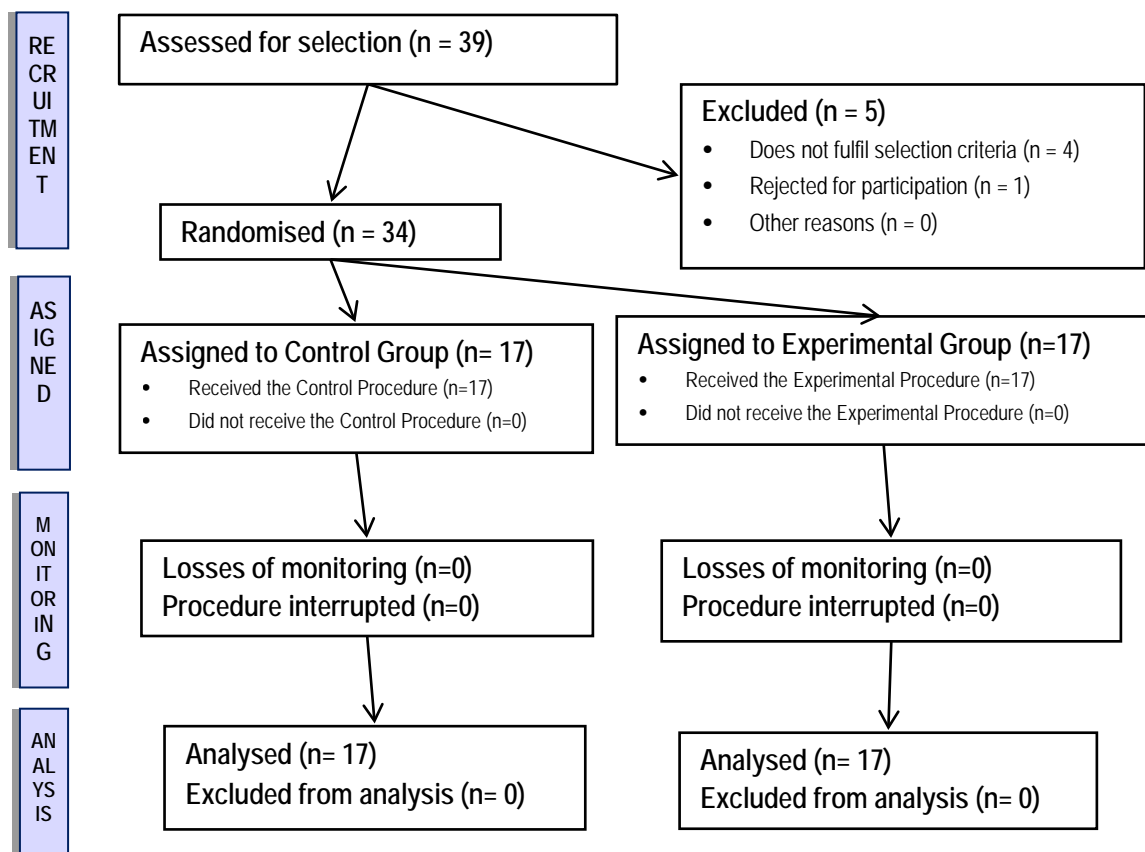 RE
CR
UI
TM
EN
T
Assessed for selection (n = 39)
Excluded (n = 5)
• Does not fulfil selection criteria (n = 4)
• Rejected for participation (n = 1)
• Other reasons (n = 0)
Randomised (n = 34)
AS
IG
NE
D
Assigned to Control Group (n= 17)
• Received the Control Procedure (n=17)
• Did not receive the Control Procedure (n=0)
Assigned to Experimental Group (n=17)
• Received the Experimental Procedure (n=17)
• Did not receive the Experimental Procedure (n=0)
M
ON
IT
OR
IN
G
Losses of monitoring (n=0)
Procedure interrupted (n=0)
Losses of monitoring (n=0)
Procedure interrupted (n=0)
AN
AL
YS
IS
Analysed (n= 17)
Excluded from analysis (n= 0)
Analysed (n= 17)
Excluded from analysis (n= 0)